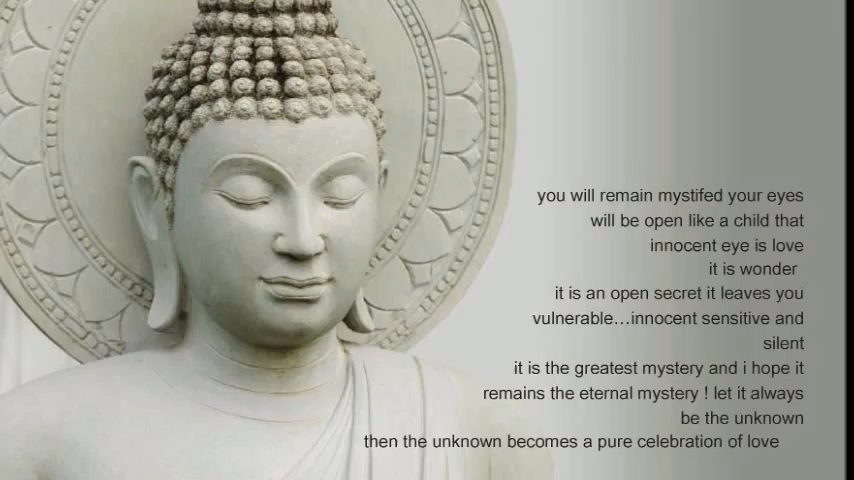 you will remain mystifed your eyes
will be open like a child that
innocent eye is love
it is wonder
it is an open secret it leaves you
vulnerable…innocent sensitive and
silent
it is the greatest mystery and i hope it
remains the eternal mystery ! let it always
be the unknown
then the unknown becomes a pure celebration of love